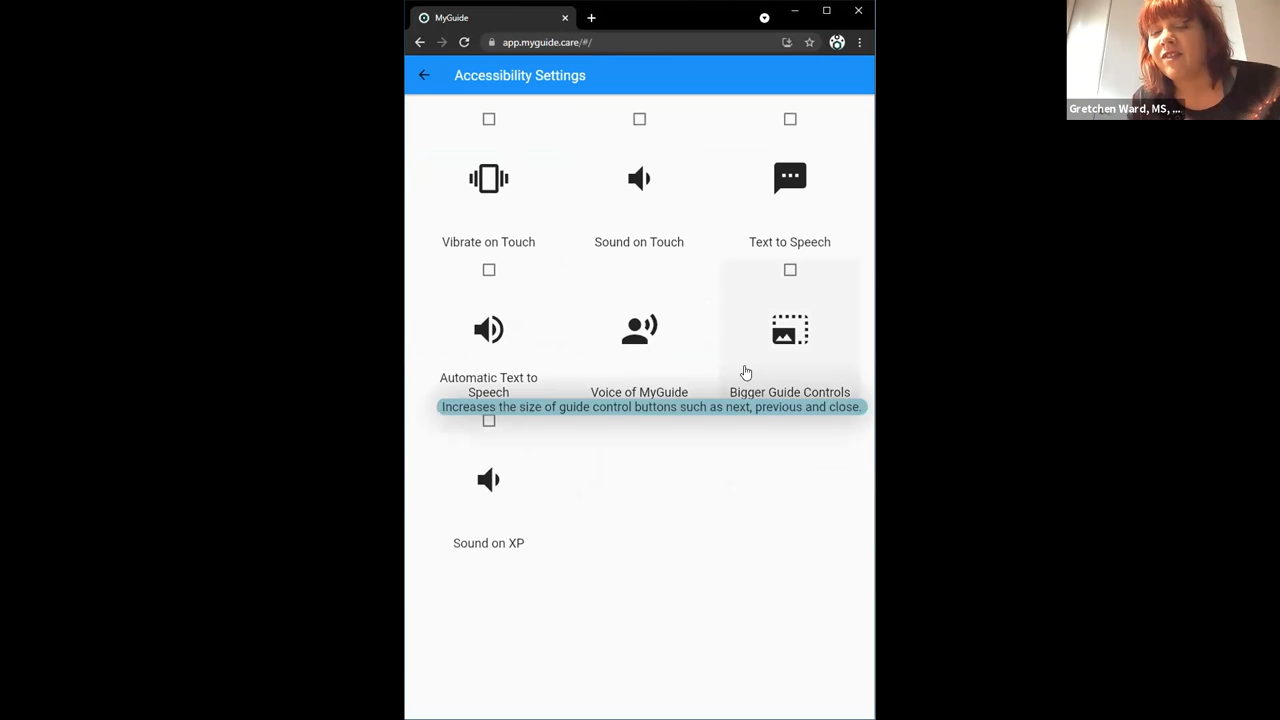 MyGuide
app.myguide.care/#/
Accessibility Settings
Vibrate on Touch
Sound on Touch
Text to Speech
Automatic Text to
Speech
Voice of MyGuide
Bigger Guide Controls
Increases the size of guide control buttons such as next, previous and close.
Sound on XP
Gretchen Ward, MS, ...